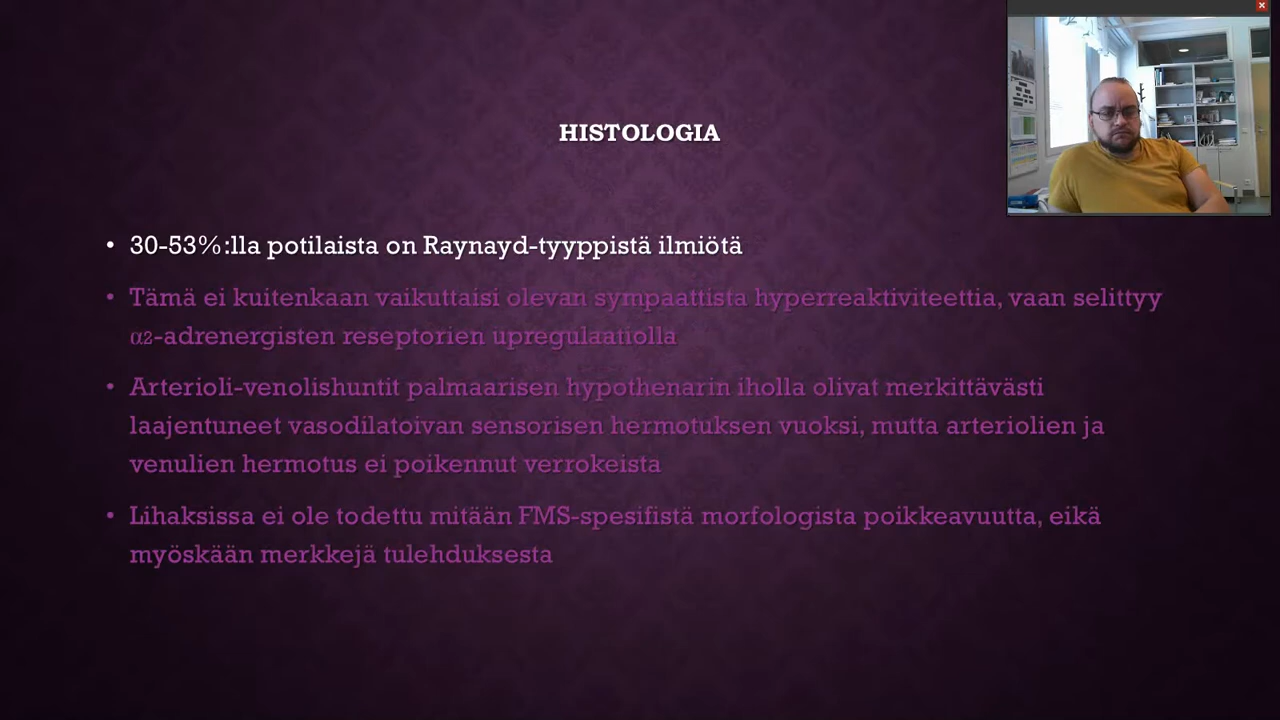 HISTOLOGIA
• 30-53%:lla potilaista on Raynayd-tyyppistä ilmiötä
• Tämä ei kuitenkaan vaikuttaisi olevan sympaattista hyperreaktiviteettia, vaan selittyy
α2-adrenergisten reseptorien upregulaatiolla
• Arterioli-venolishuntit palmaarisen hypothenarin iholla olivat merkittävästi
laajentuneet vasodilatoivan sensorisen hermotuksen vuoksi, mutta arteriolien ja
venulien hermotus ei poikennut verrokeista
• Lihaksissa ei ole todettu mitään FMS-spesifistä morfologista poikkeavuutta, eikä
myöskään merkkejä tulehduksesta